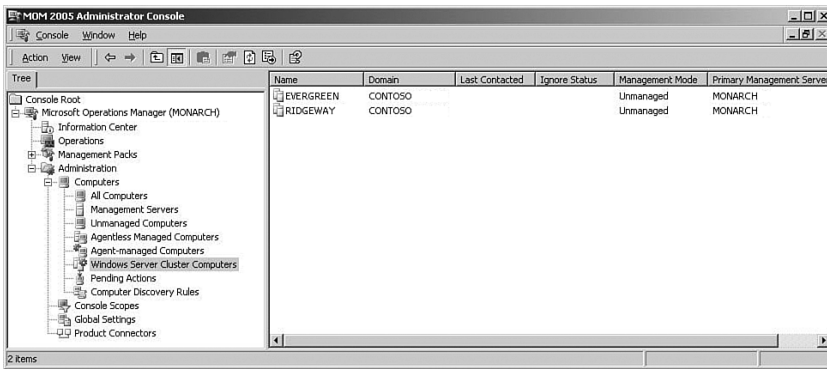 MOM 2005 Administrator Console
Console Window Help
Action View
Tree
Name Domain Last Contacted Ignore Status Management Mode Primary Management Server
Console Root
Microsoft Operations Manager (MONARCH)
Information Center
Operations
Management Packs
Administration
Computers
All Computers
Management Servers
Unmanaged Computers
Agentless Managed Computers
Agent-managed Computers
Windows Server Cluster Computers
Pending Actions
Computer Discovery Rules
Console Scopes
Global Settings
Product Connectors
EVERGREEN CONTOSO Unmanaged MONARCH
RIDGEWAY CONTOSO Unmanaged MONARCH
2 items